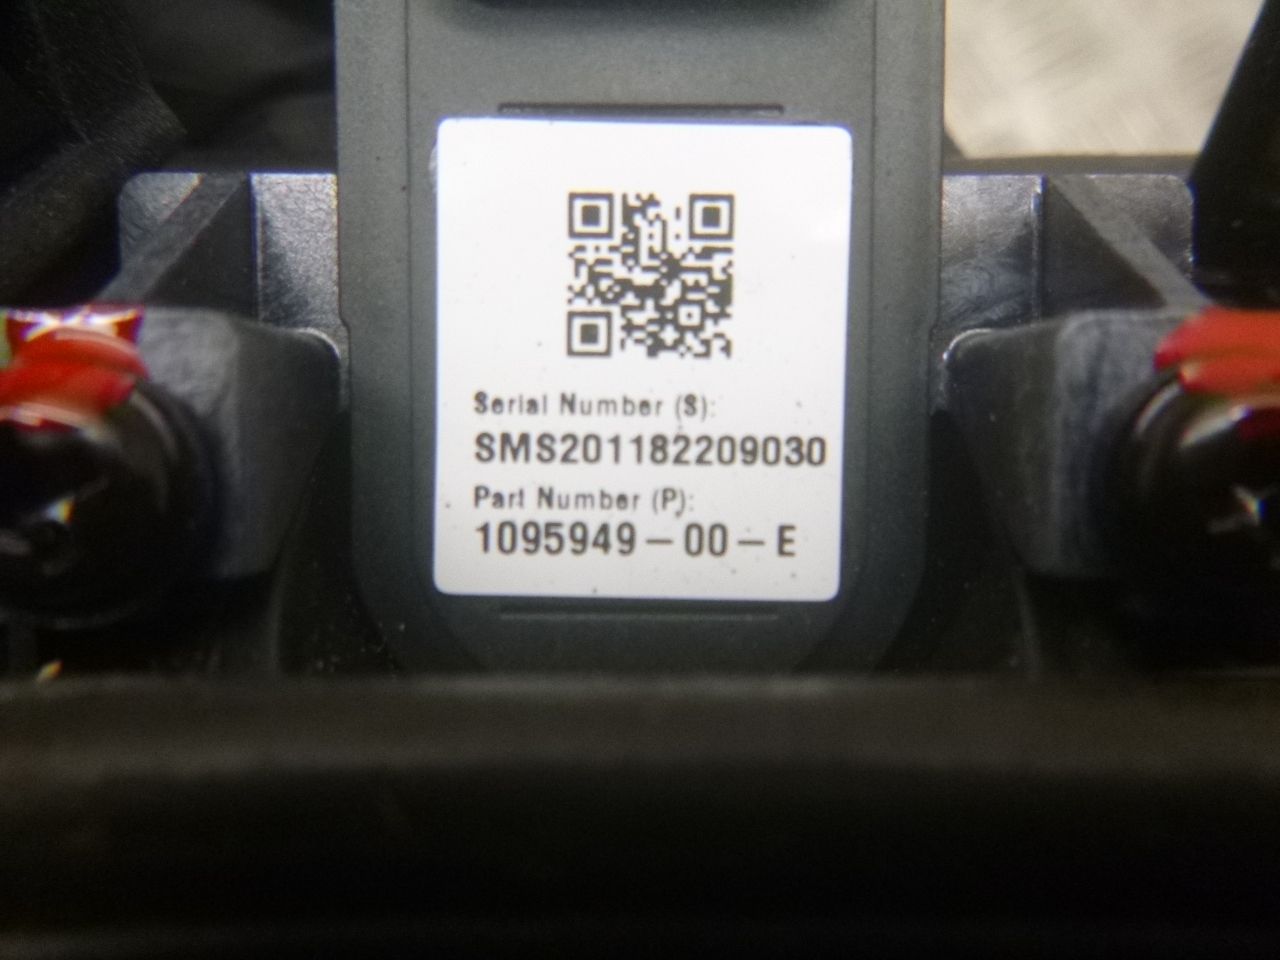 Serial Number (S):
SMS201182209030
Part Number (P):
1095949-00-E